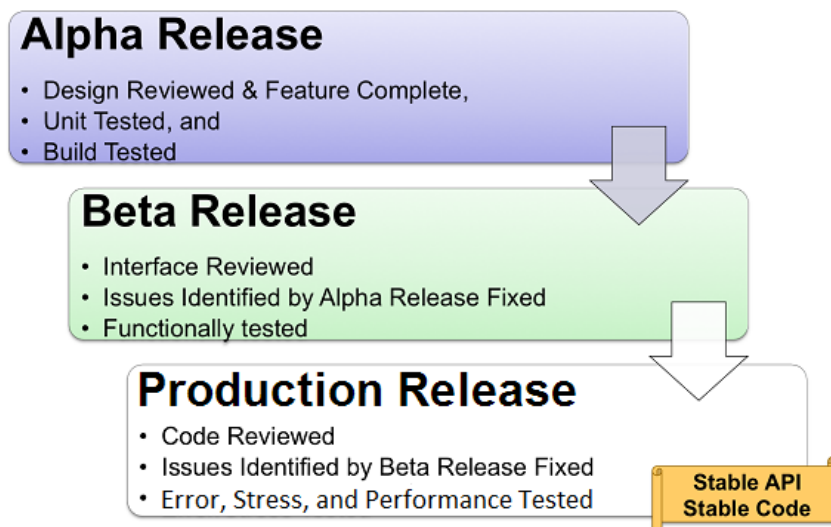 Alpha Release
• Design Reviewed & Feature Complete,
• Unit Tested, and
• Build Tested
Beta Release
• Interface Reviewed
• Issues Identified by Alpha Release Fixed
• Functionally tested
Production Release
• Code Reviewed
• Issues Identified by Beta Release Fixed
• Error, Stress, and Performance Tested
Stable API
Stable Code